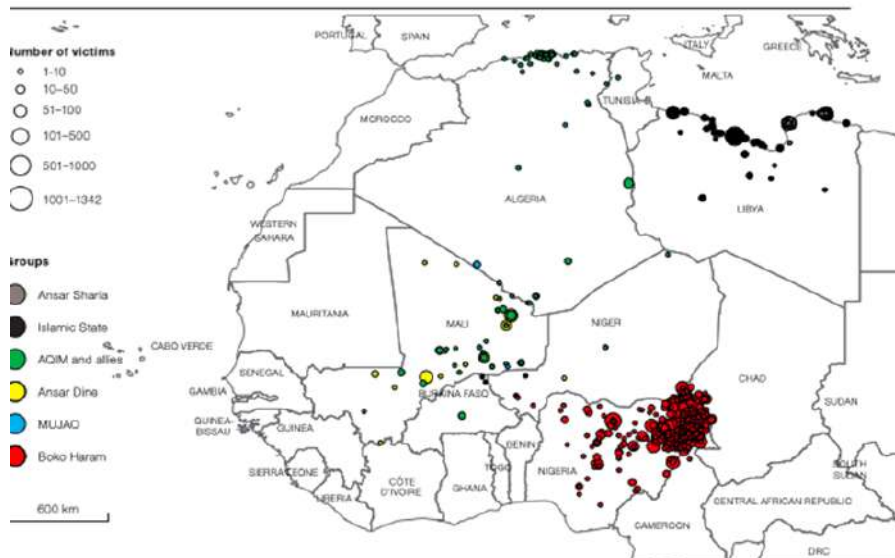 PORTUGAL
SPAIN
ITALY
GREECE
Number of victims
1-10
10–50
51–100
101–500
501–1000
1001–1342
MALTA
TUNISIA
MOROCCO
ALGERIA
LIBYA
WESTERN
SAHARA
Groups
Ansar Sharia
Islamic State
AQIM and allies
Ansar Dine
MUJAO
Boko Haram
600 km
MAURITANIA
MALI
NIGER
CHAD
SUDAN
CABO VERDE
SENEGAL
GAMBIA
GUINEA-
BISSAU
GUINEA
SIERRA LEONE
LIBERIA
CÔTE
D'IVOIRE
BURKINA FASO
GHANA
TOGO
BENIN
NIGERIA
CAMEROON
CENTRAL AFRICAN REPUBLIC
SOUTH
SUDAN
DRC